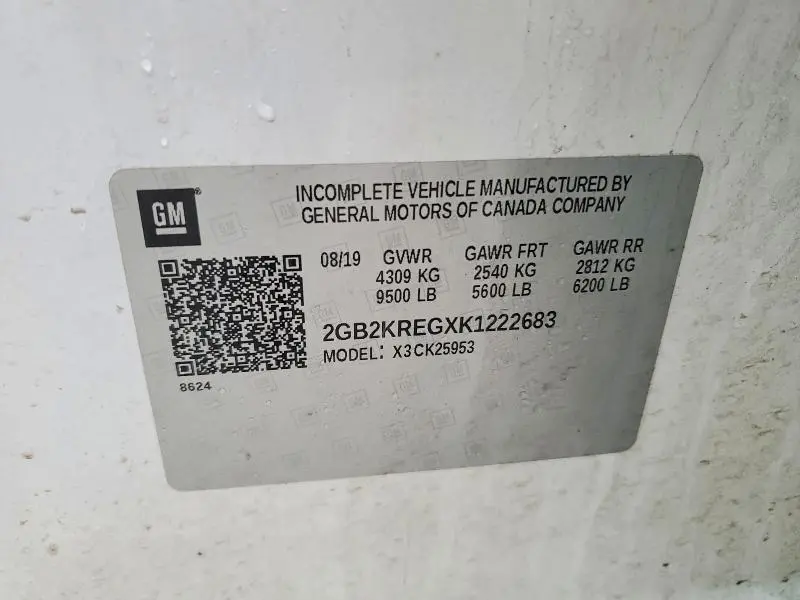 GM
INCOMPLETE VEHICLE MANUFACTURED BY
GENERAL MOTORS OF CANADA COMPANY
08/19 GVWR GAWR FRT GAWR RR
4309 KG 2540 KG 2812 KG
9500 LB 5600 LB 6200 LB
2GB2KREGXK1222683
MODEL: X3CK25953
8624